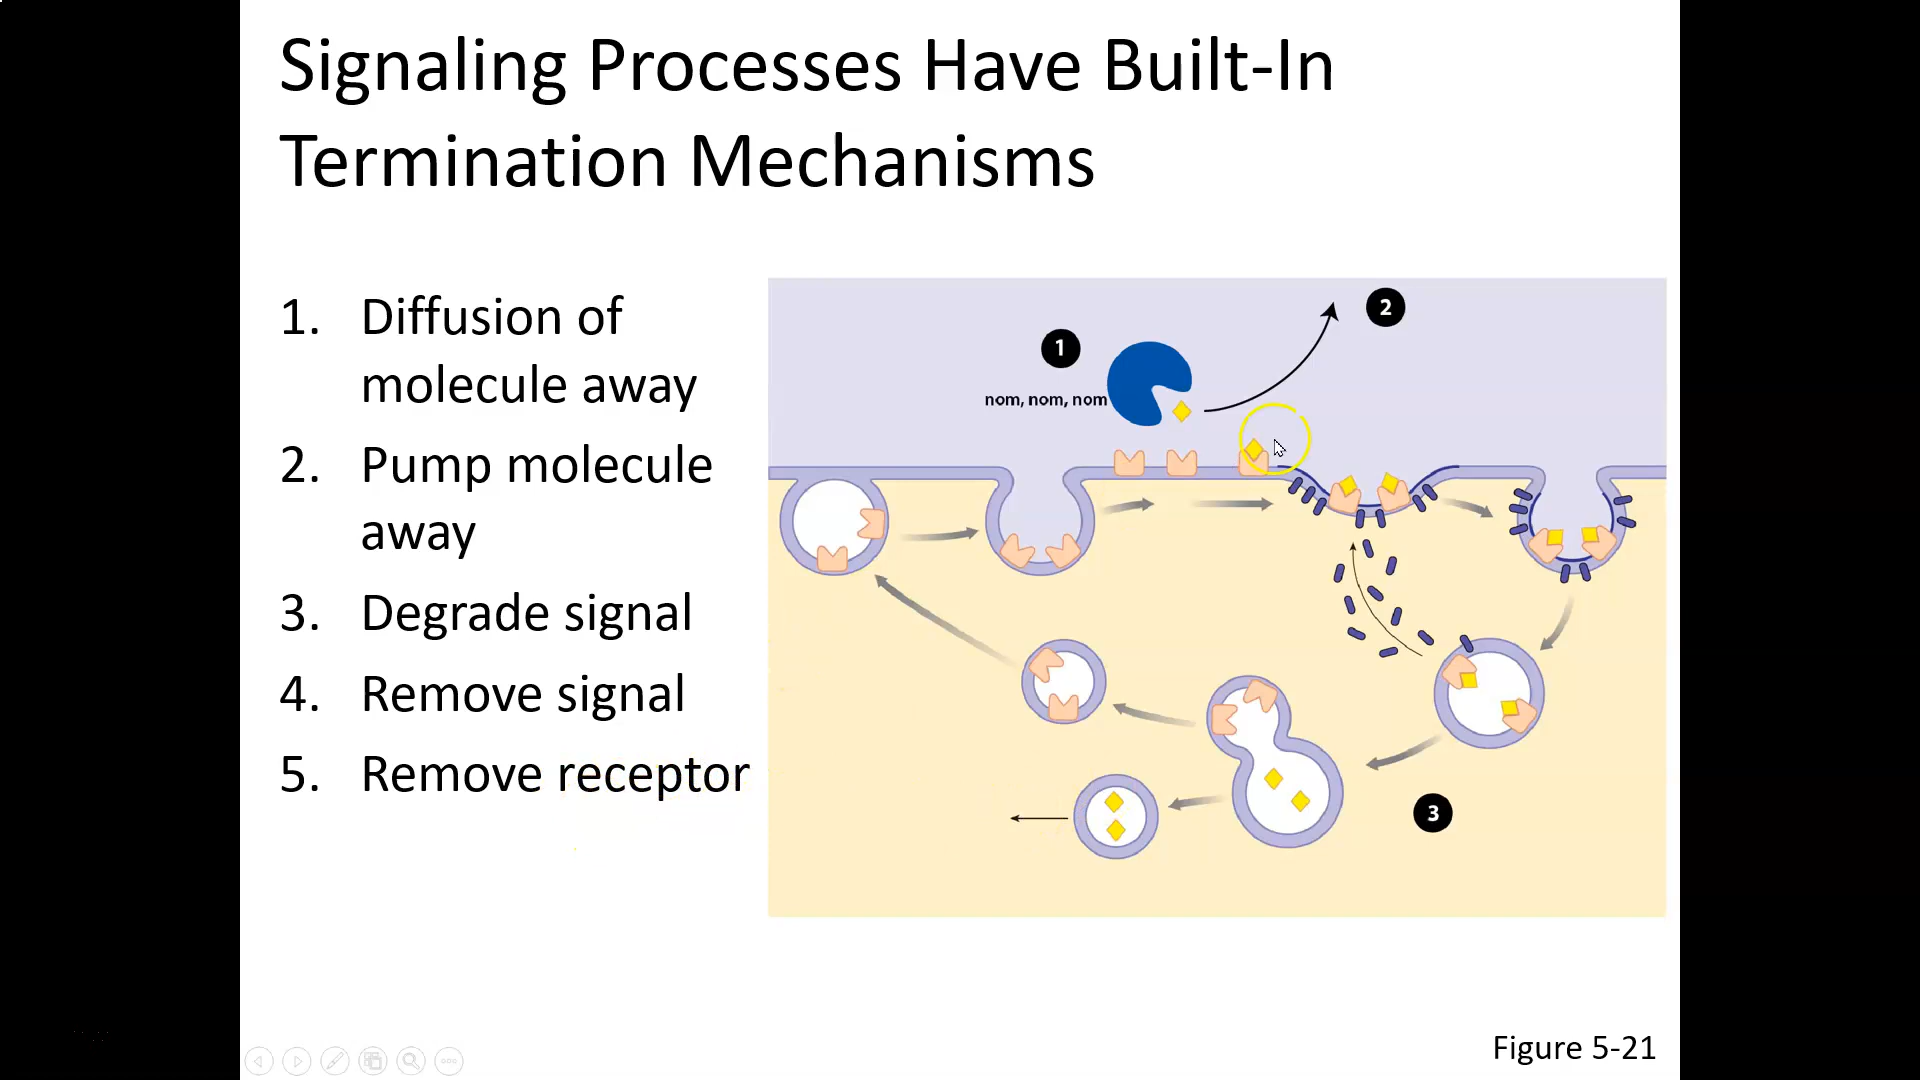 Signaling Processes Have Built-In
Termination Mechanisms
1. Diffusion of
molecule away
2. Pump molecule
away
3. Degrade signal
4. Remove signal
5. Remove receptor
1
2
nom, nom, nom
3
Figure 5-21